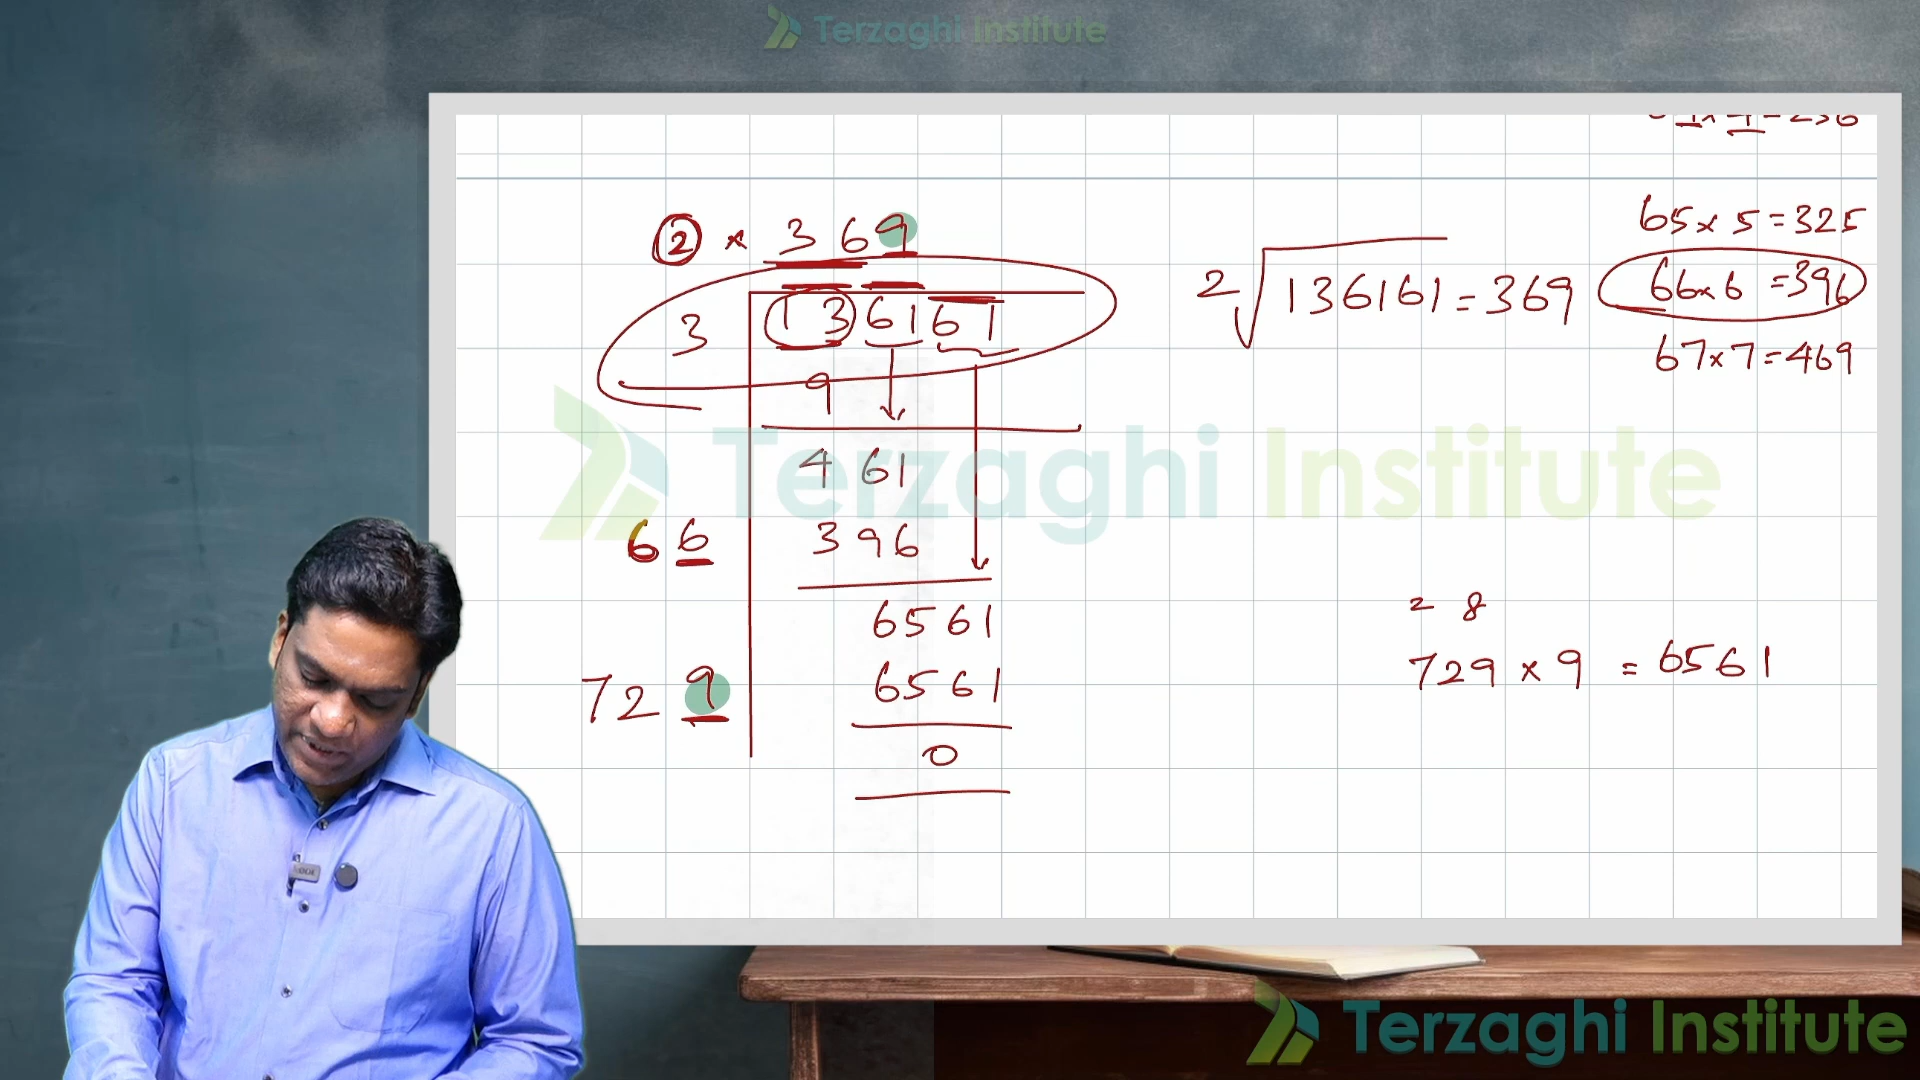 Terzaghi Institute
② × 369
3 136161
9
461
66 396
6561
729 6561
0
2√136161 = 369
65 × 5 = 325
66 × 6 = 396
67 × 7 = 469
2 8
729 × 9 = 6561
Terzaghi Institute
Terzaghi Institute